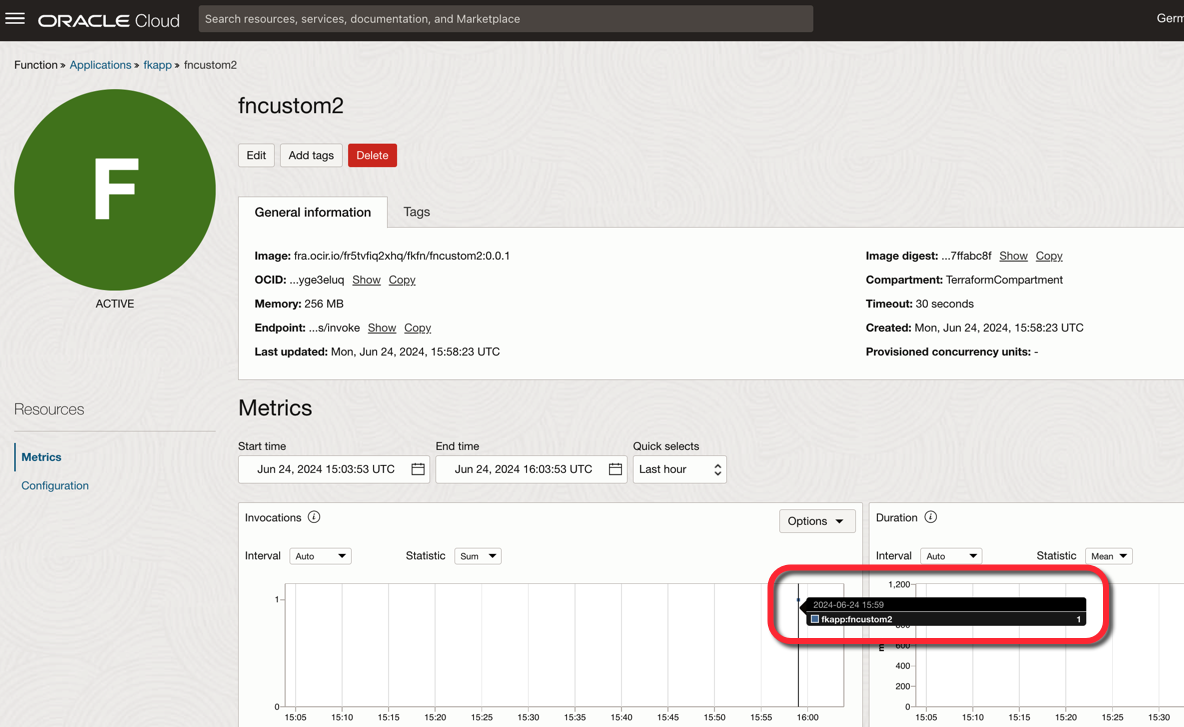 ORACLE Cloud
Search resources, services, documentation, and Marketplace
Germ
Function » Applications » fkapp » fncustom2
F
ACTIVE
fncustom2
Edit
Add tags
Delete
General information
Tags
Image: fra.ocir.io/fr5tvfiq2xhq/fkfn/fncustom2:0.0.1
OCID: ...yge3eluq Show Copy
Memory: 256 MB
Endpoint: ...s/invoke Show Copy
Last updated: Mon, Jun 24, 2024, 15:58:23 UTC
Image digest: ...7ffabc8f Show Copy
Compartment: TerraformCompartment
Timeout: 30 seconds
Created: Mon, Jun 24, 2024, 15:58:23 UTC
Provisioned concurrency units: -
Resources
Metrics
Configuration
Metrics
Start time
Jun 24, 2024 15:03:53 UTC
End time
Jun 24, 2024 16:03:53 UTC
Quick selects
Last hour
Invocations
Options
Interval Auto
Statistic Sum
1
0
15:05 15:10 15:15 15:20 15:25 15:30 15:35 15:40 15:45 15:50 15:55 16:00
2024-06-24 15:59
fkapp:fncustom2 1
Duration
Interval Auto
Statistic Mean
1,200
800
600
400
200
0
15:05 15:10 15:15 15:20 15:25 15:30